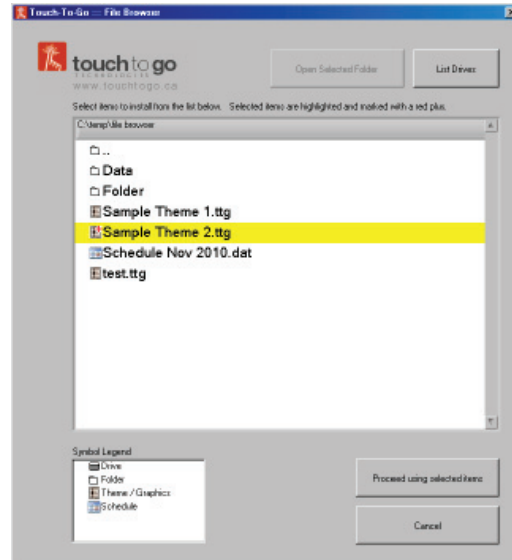 Touch-To-Go ::: File Browser
touch to go
TECHNOLOGIES
www.touchtogo.ca
Open Selected Folder
List Drives
Select items to install from the list below. Selected items are highlighted and marked with a red plus.
C:\temp\file browser
..
Data
Folder
Sample Theme 1.ttg
Sample Theme 2.ttg
Schedule Nov 2010.dat
test.ttg
Symbol Legend
Drive
Folder
Theme / Graphics
Schedule
Proceed using selected items
Cancel